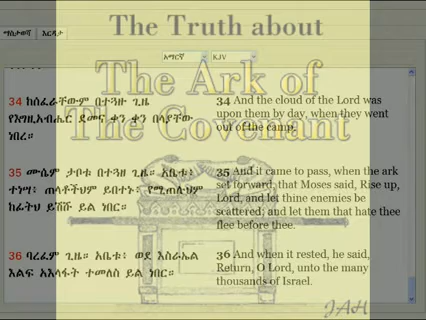 The Truth about
አማርኛ KJV
The Ark of
The Covenant
34 ከሰፈራቸውም በተጓዙ ጊዜ
የእግዚአብሔር ደመና ቀን ቀን በላያቸው
ነበረ።
34 And the cloud of the Lord was
upon them by day, when they went
out of the camp.
35 ሙሴም ታቦቱ በተጓዘ ጊዜ። አቤቱ፥
ተነሣ፤ ጠላቶችህም ይበተኑ፥ የሚጠሉህም
ከፊትህ ይሽሹ ይል ነበር።
35 And it came to pass, when the ark
set forward, that Moses said, Rise up,
Lord, and let thine enemies be
scattered; and let them that hate thee
flee before thee.
36 ባረፈም ጊዜ። አቤቱ፥ ወደ እስራኤል
እልፍ አእላፋት ተመለስ ይል ነበር።
36 And when it rested, he said,
Return, O Lord, unto the many
thousands of Israel.
JAH